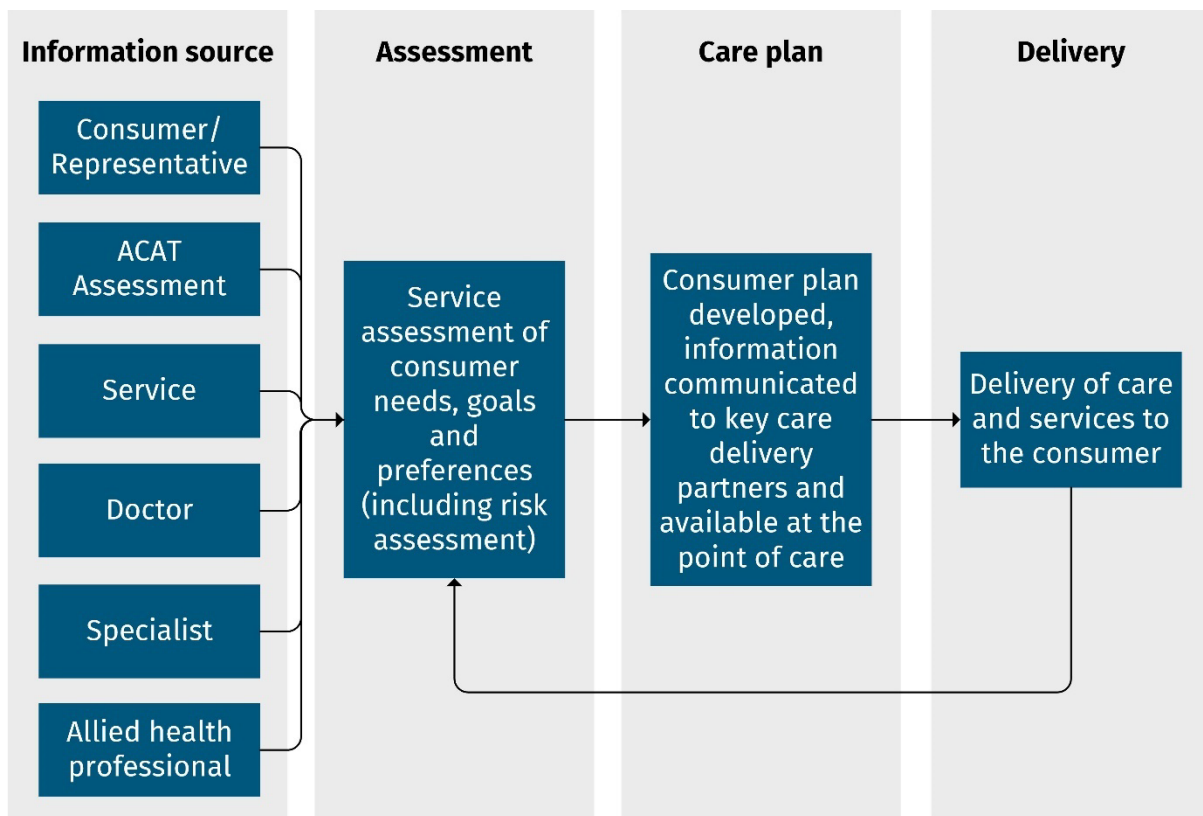 Information source
Consumer/
Representative
ACAT
Assessment
Service
Doctor
Specialist
Allied health
professional
Assessment
Service
assessment of
consumer
needs, goals
and
preferences
(including risk
assessment)
Care plan
Consumer plan
developed,
information
communicated
to key care
delivery
partners and
available at the
point of care
Delivery
Delivery of care
and services to
the consumer